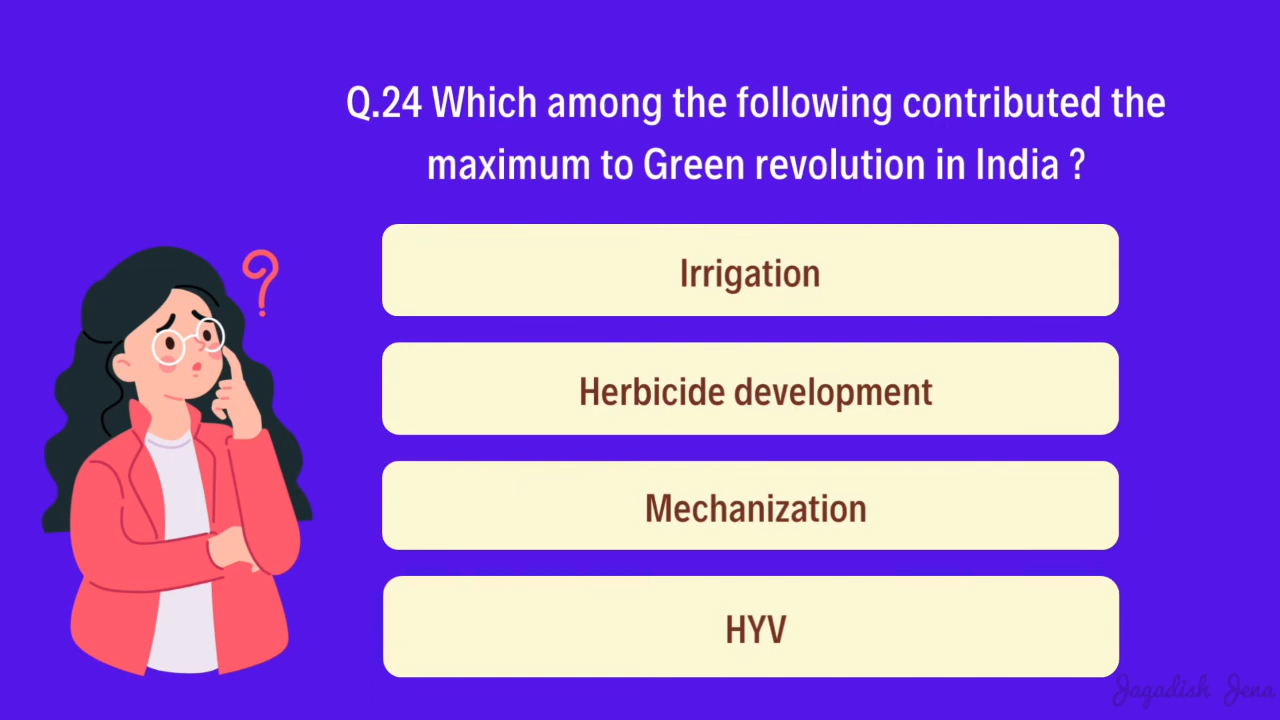 Q.24 Which among the following contributed the
maximum to Green revolution in India ?
?
Irrigation
Herbicide development
Mechanization
HYV
Jagadish Jena